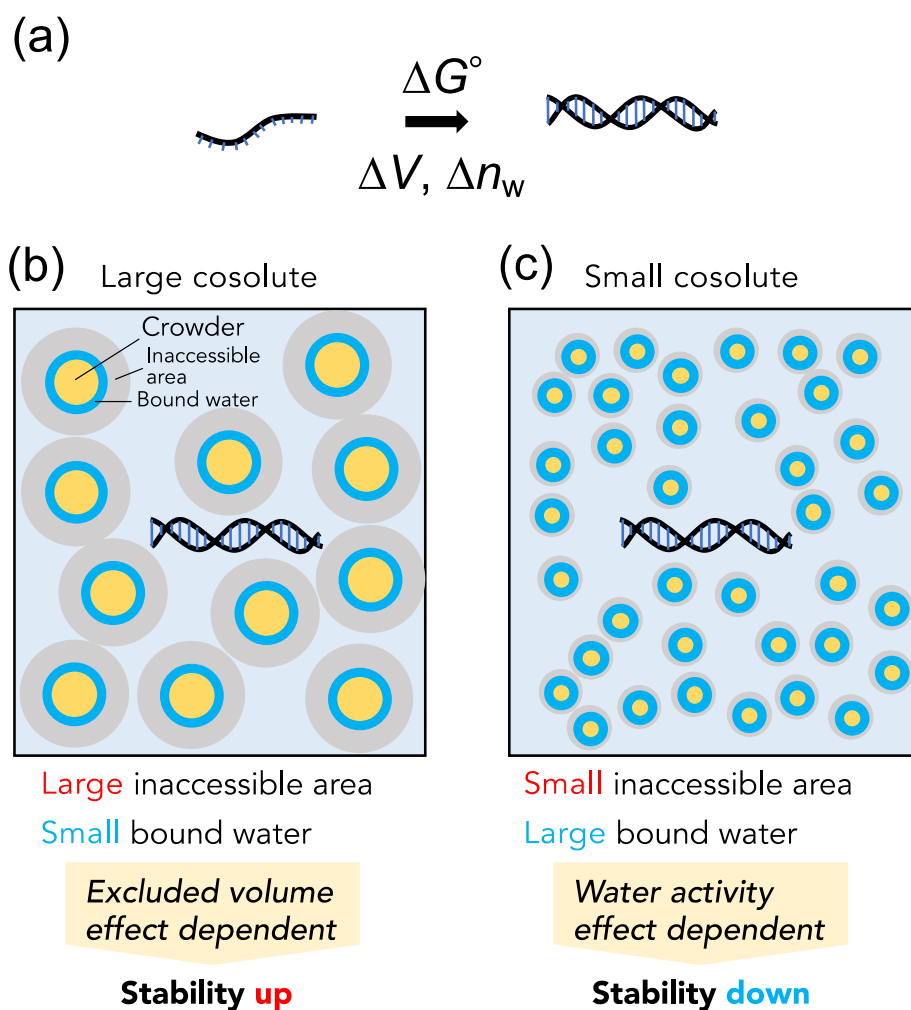 (a)
ΔG°
ΔV, Δn_w
(b)
Large cosolute
Crowder
Inaccessible
area
Bound water
Large inaccessible area
Small bound water
Excluded volume
effect dependent
Stability up
(c)
Small cosolute
Small inaccessible area
Large bound water
Water activity
effect dependent
Stability down